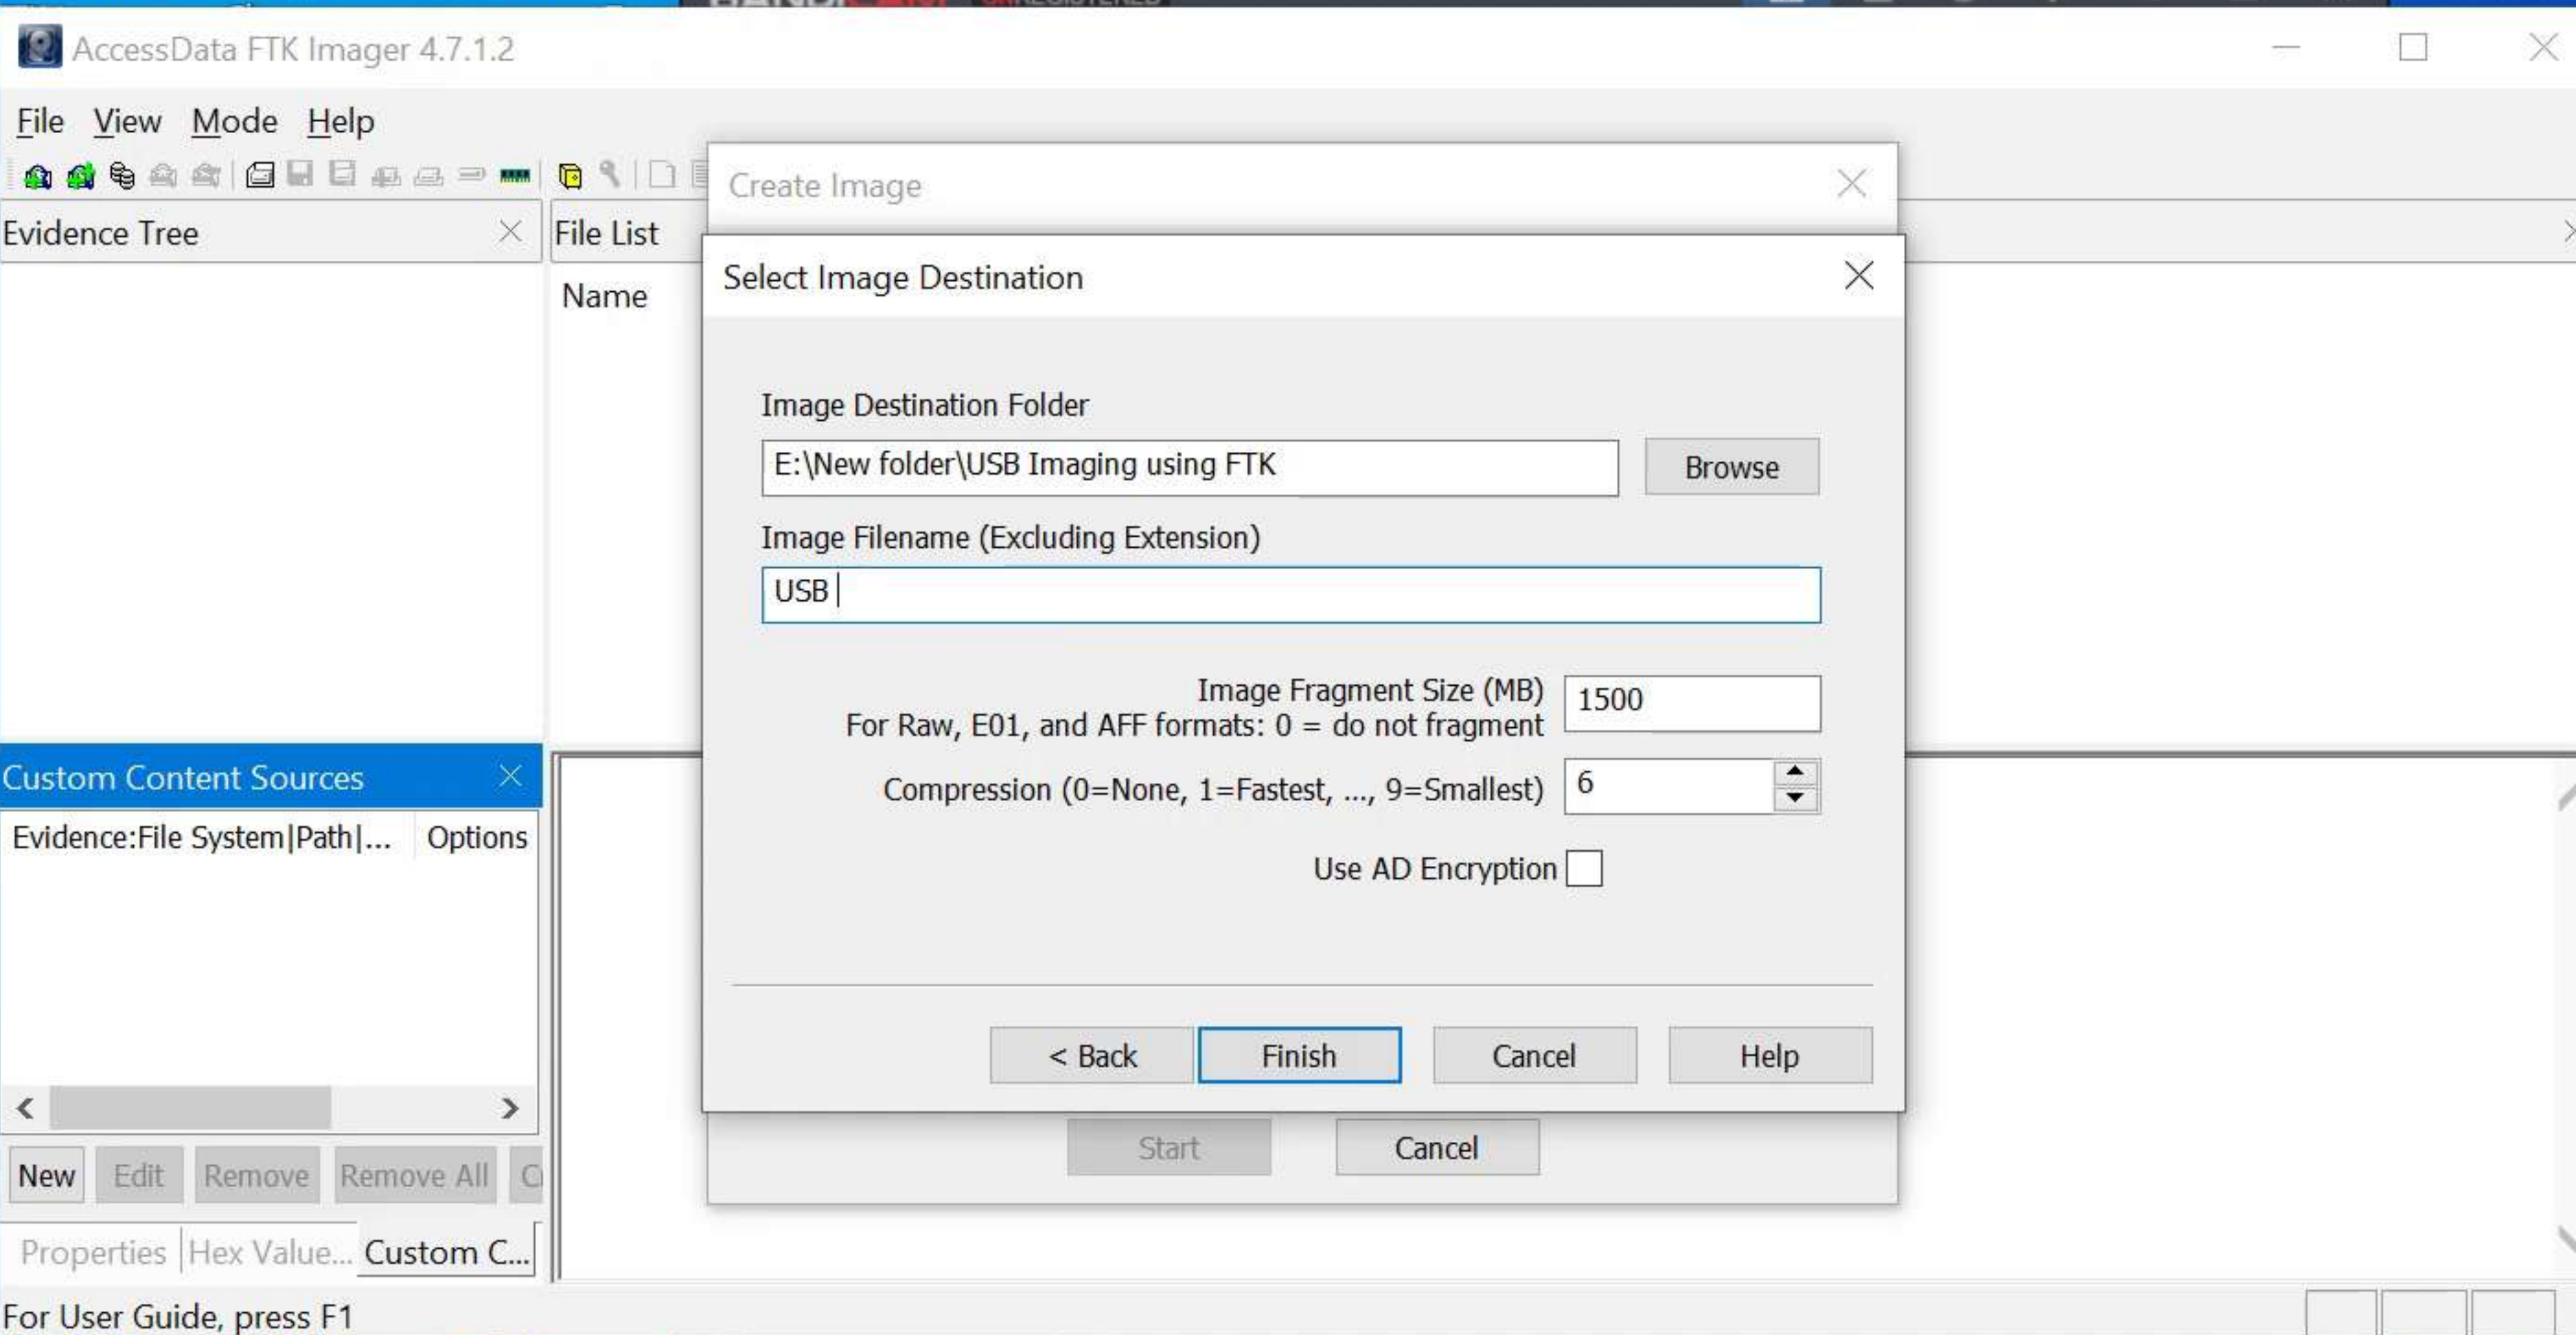 BANDICAM UNREGISTERED
AccessData FTK Imager 4.7.1.2
File View Mode Help
Create Image
Evidence Tree
File List
Select Image Destination
Name
Image Destination Folder
E:\New folder\USB Imaging using FTK
Browse
Image Filename (Excluding Extension)
USB
Image Fragment Size (MB)
1500
For Raw, E01, and AFF formats: 0 = do not fragment
Custom Content Sources
Compression (0=None, 1=Fastest, ..., 9=Smallest)
6
Evidence:File System|Path|... Options
Use AD Encryption
< Back
Finish
Cancel
Help
Start
Cancel
New
Edit
Remove
Remove All
Properties
Hex Value...
Custom C...
For User Guide, press F1